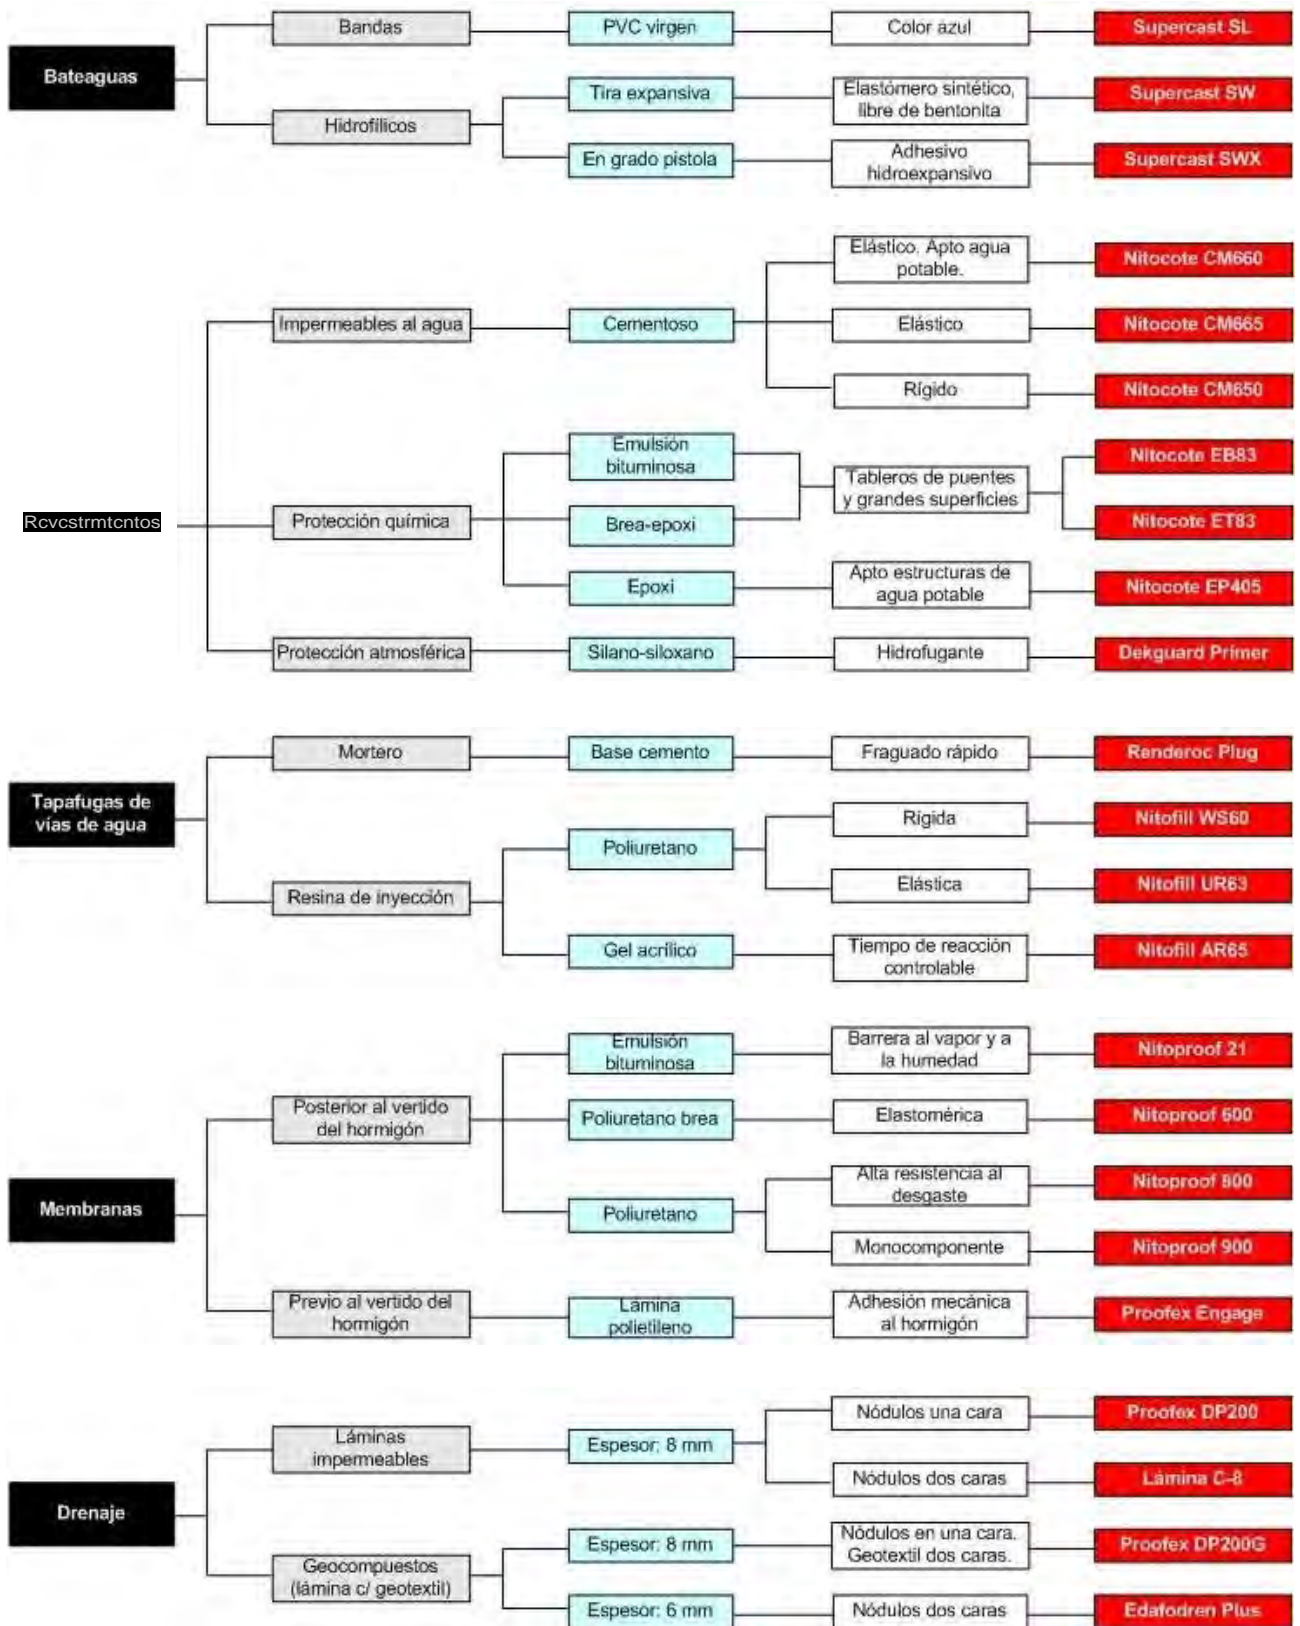 Bateaguas
Bandas
PVC virgen
Color azul
Supercast SL
Hidrofílicos
Tira expansiva
Elastómero sintético,
libre de bentonita
Supercast SW
En grado pistola
Adhesivo
hidroexpansivo
Supercast SWX
Rcvcstrmtcntos
Impermeables al agua
Cementoso
Elástico. Apto agua
potable.
Nitocote CM660
Elástico
Nitocote CM665
Rígido
Nitocote CM650
Protección química
Emulsión
bituminosa
Brea-epoxi
Tableros de puentes
y grandes superficies
Nitocote EB83
Nitocote ET83
Epoxi
Apto estructuras de
agua potable
Nitocote EP405
Protección atmosférica
Silano-siloxano
Hidrofugante
Dekguard Primer
Tapafugas de
vías de agua
Mortero
Base cemento
Fraguado rápido
Renderoc Plug
Resina de inyección
Poliuretano
Rígida
Nitofill WS60
Elástica
Nitofill UR63
Gel acrílico
Tiempo de reacción
controlable
Nitofill AR65
Membranas
Posterior al vertido
del hormigón
Emulsión
bituminosa
Barrera al vapor y a
la humedad
Nitoproof 21
Poliuretano brea
Elastomérica
Nitoproof 600
Poliuretano
Alta resistencia al
desgaste
Nitoproof 800
Monocomponente
Nitoproof 900
Previo al vertido del
hormigón
Lámina
polietileno
Adhesión mecánica
al hormigón
Proofex Engage
Drenaje
Láminas
impermeables
Espesor: 8 mm
Nódulos una cara
Proofex DP200
Nódulos dos caras
Lámina C-8
Geocompuestos
(lámina c/ geotextil)
Espesor: 8 mm
Nódulos en una cara.
Geotextil dos caras.
Proofex DP200G
Espesor: 6 mm
Nódulos dos caras
Edafodren Plus